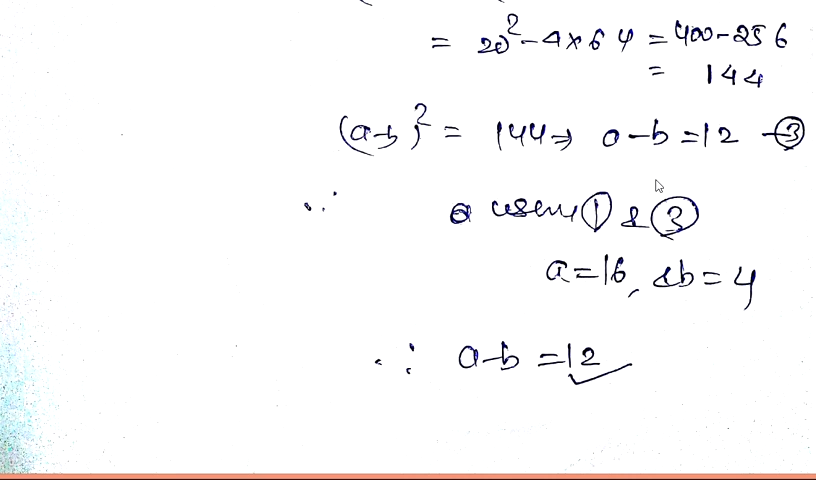 = 20² - 4 × 64 = 400 - 256
= 144
(a-b)² = 144 ⇒ a-b = 12 - ③
∵
using ① & ③
a = 16, & b = 4
∴ a-b = 12 ✓